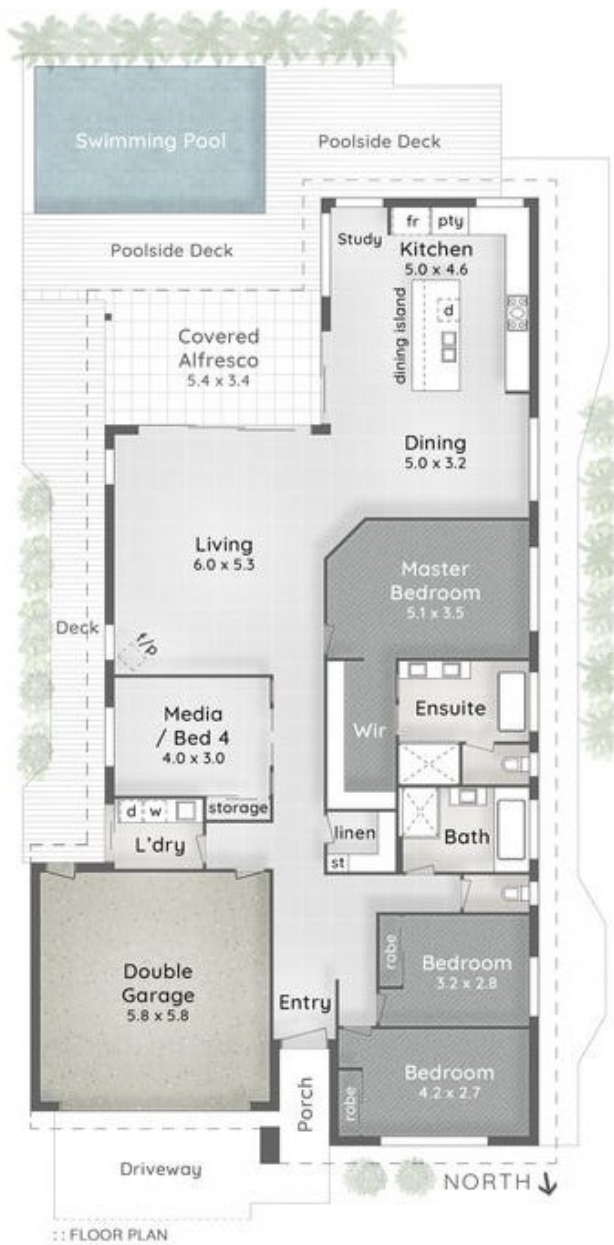 Swimming Pool
Poolside Deck
Poolside Deck
Study
fr
pty
Kitchen
5.0 x 4.6
dining island
d
Covered
Alfresco
5.4 x 3.4
Dining
5.0 x 3.2
Living
6.0 x 5.3
Master
Bedroom
5.1 x 3.5
Deck
f/p
Media
/ Bed 4
4.0 x 3.0
Wir
Ensuite
storage
d
w
L'dry
linen
st
Bath
Double
Garage
5.8 x 5.8
robe
Bedroom
3.2 x 2.8
Entry
robe
Bedroom
4.2 x 2.7
Porch
Driveway
NORTH
:: FLOOR PLAN